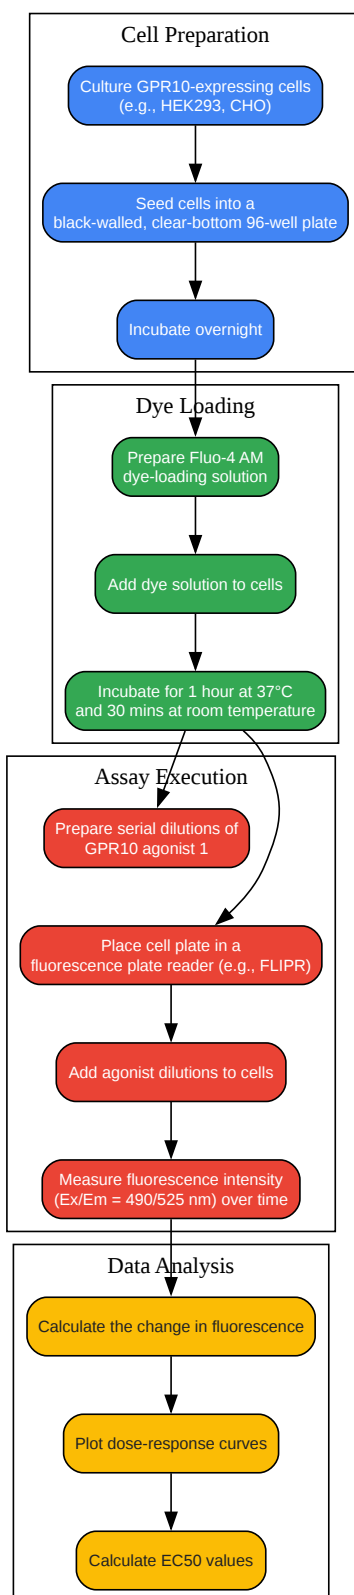 Cell Preparation
Culture GPR10-expressing cells
(e.g., HEK293, CHO)
Seed cells into a
black-walled, clear-bottom 96-well plate
Incubate overnight
Dye Loading
Prepare Fluo-4 AM
dye-loading solution
Add dye solution to cells
Incubate for 1 hour at 37°C
and 30 mins at room temperature
Assay Execution
Prepare serial dilutions of
GPR10 agonist 1
Place cell plate in a
fluorescence plate reader (e.g., FLIPR)
Add agonist dilutions to cells
Measure fluorescence intensity
(Ex/Em = 490/525 nm) over time
Data Analysis
Calculate the change in fluorescence
Plot dose-response curves
Calculate EC50 values